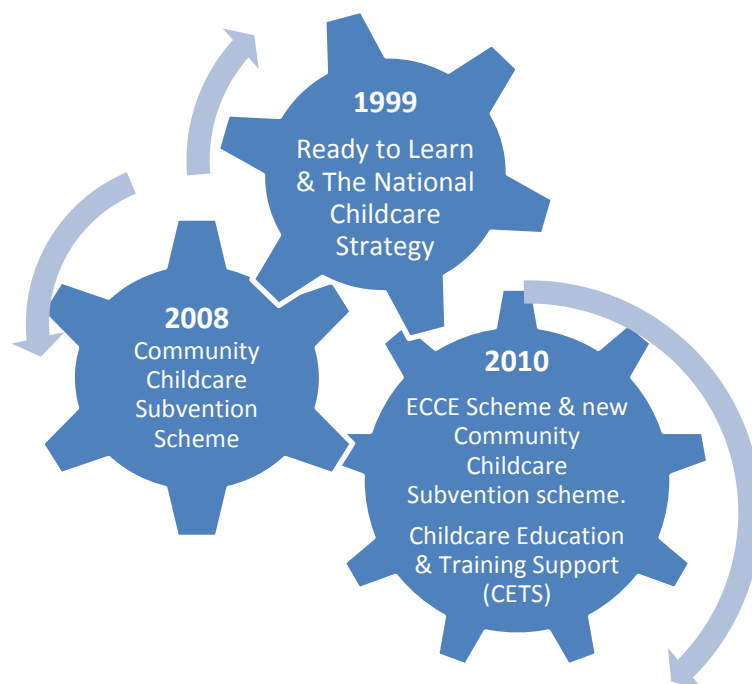 1999
Ready to Learn
& The National
Childcare
Strategy
2008
Community
Childcare
Subvention
Scheme
2010
ECCE Scheme & new
Community
Childcare
Subvention scheme.
Childcare Education
& Training Support
(CETS)